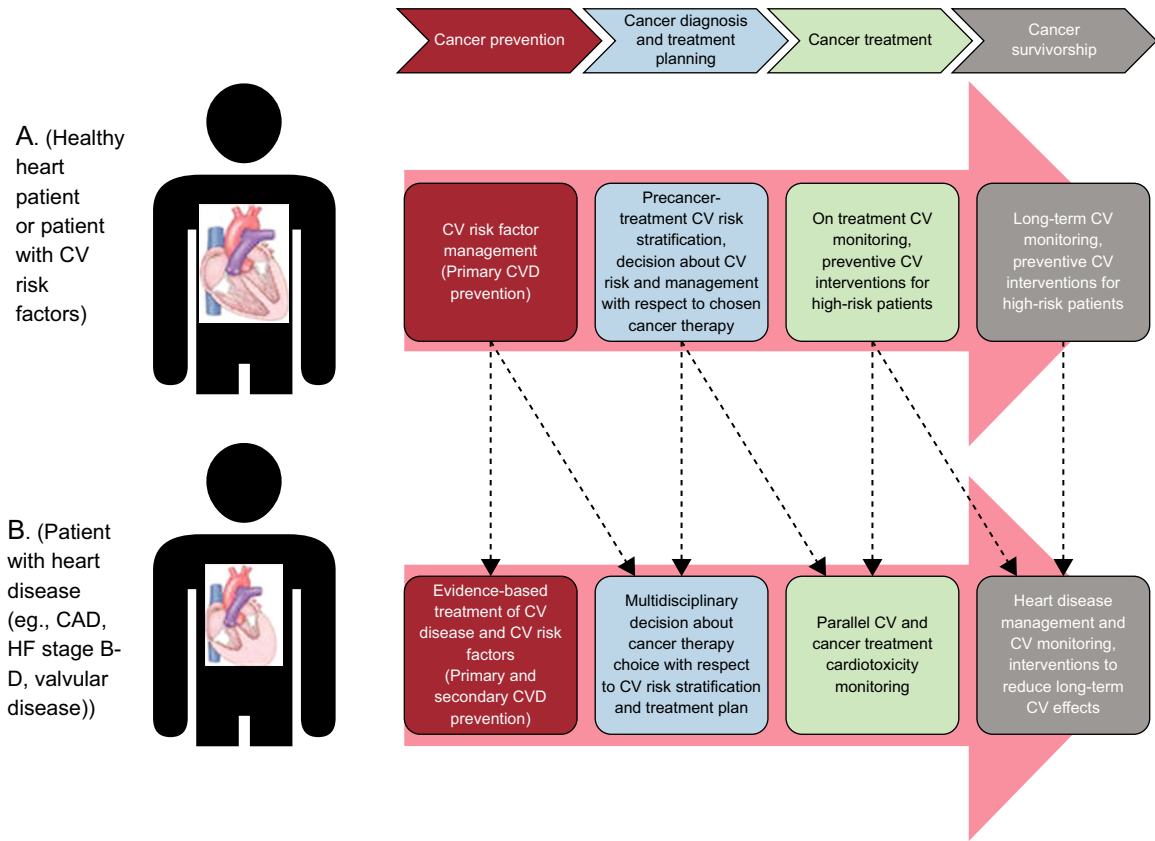 Cancer prevention
Cancer diagnosis
and treatment
planning
Cancer treatment
Cancer
survivorship
A. (Healthy
heart
patient
or patient
with CV
risk
factors)
CV risk factor
management
(Primary CVD
prevention)
Precancer-
treatment CV risk
stratification,
decision about CV
risk and management
with respect to chosen
cancer therapy
On treatment CV
monitoring,
preventive CV
interventions for
high-risk patients
Long-term CV
monitoring,
preventive CV
interventions for
high-risk patients
B. (Patient
with heart
disease
(eg., CAD,
HF stage B-
D, valvular
disease))
Evidence-based
treatment of CV
disease and CV risk
factors
(Primary and
secondary CVD
prevention)
Multidisciplinary
decision about
cancer therapy
choice with respect
to CV risk stratification
and treatment plan
Parallel CV and
cancer treatment
cardiotoxicity
monitoring
Heart disease
management and
CV monitoring,
interventions to
reduce long-term
CV effects